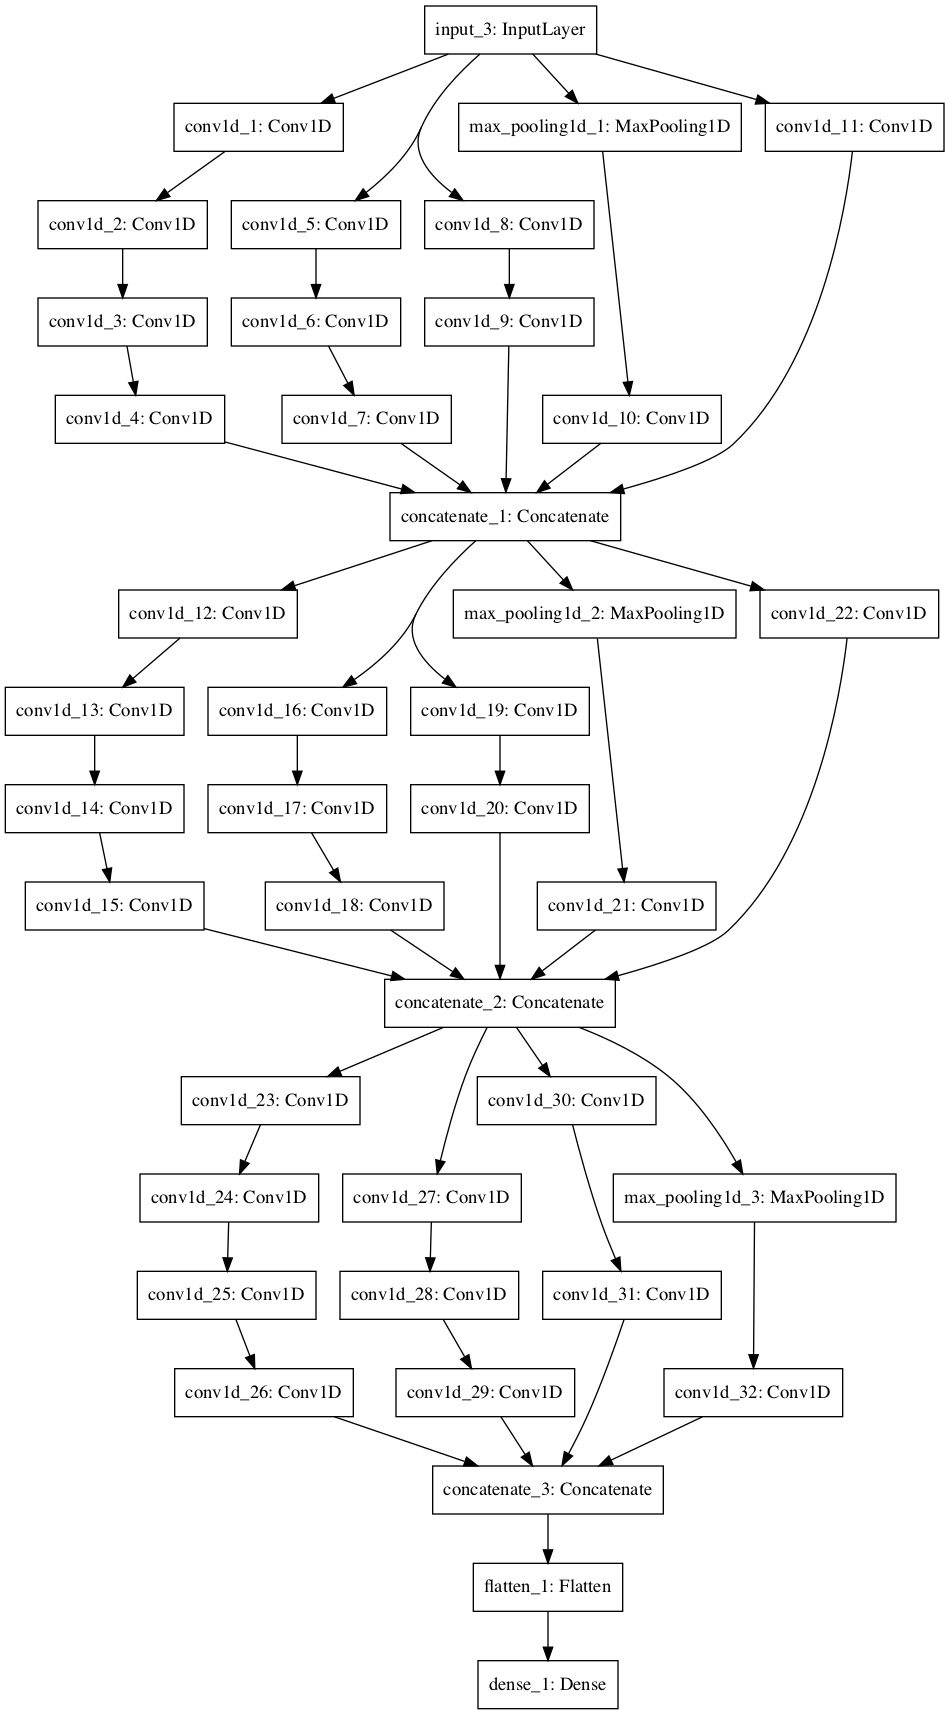 input_3: InputLayer
conv1d_1: Conv1D
max_pooling1d_1: MaxPooling1D
conv1d_11: Conv1D
conv1d_2: Conv1D
conv1d_5: Conv1D
conv1d_8: Conv1D
conv1d_3: Conv1D
conv1d_6: Conv1D
conv1d_9: Conv1D
conv1d_4: Conv1D
conv1d_7: Conv1D
conv1d_10: Conv1D
concatenate_1: Concatenate
conv1d_12: Conv1D
max_pooling1d_2: MaxPooling1D
conv1d_22: Conv1D
conv1d_13: Conv1D
conv1d_16: Conv1D
conv1d_19: Conv1D
conv1d_14: Conv1D
conv1d_17: Conv1D
conv1d_20: Conv1D
conv1d_15: Conv1D
conv1d_18: Conv1D
conv1d_21: Conv1D
concatenate_2: Concatenate
conv1d_23: Conv1D
conv1d_30: Conv1D
conv1d_24: Conv1D
conv1d_27: Conv1D
max_pooling1d_3: MaxPooling1D
conv1d_25: Conv1D
conv1d_28: Conv1D
conv1d_31: Conv1D
conv1d_26: Conv1D
conv1d_29: Conv1D
conv1d_32: Conv1D
concatenate_3: Concatenate
flatten_1: Flatten
dense_1: Dense